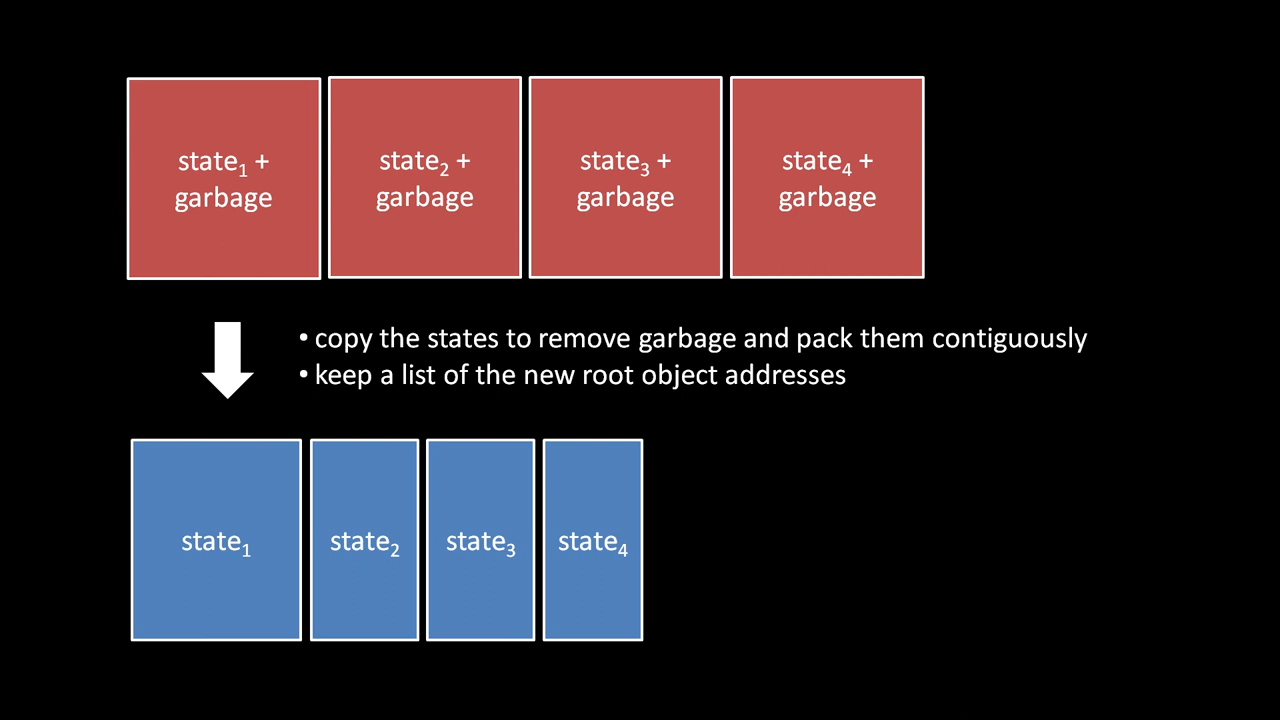 state₁ +
garbage
state₂ +
garbage
state₃ +
garbage
state₄ +
garbage
• copy the states to remove garbage and pack them contiguously
• keep a list of the new root object addresses
state₁
state₂
state₃
state₄